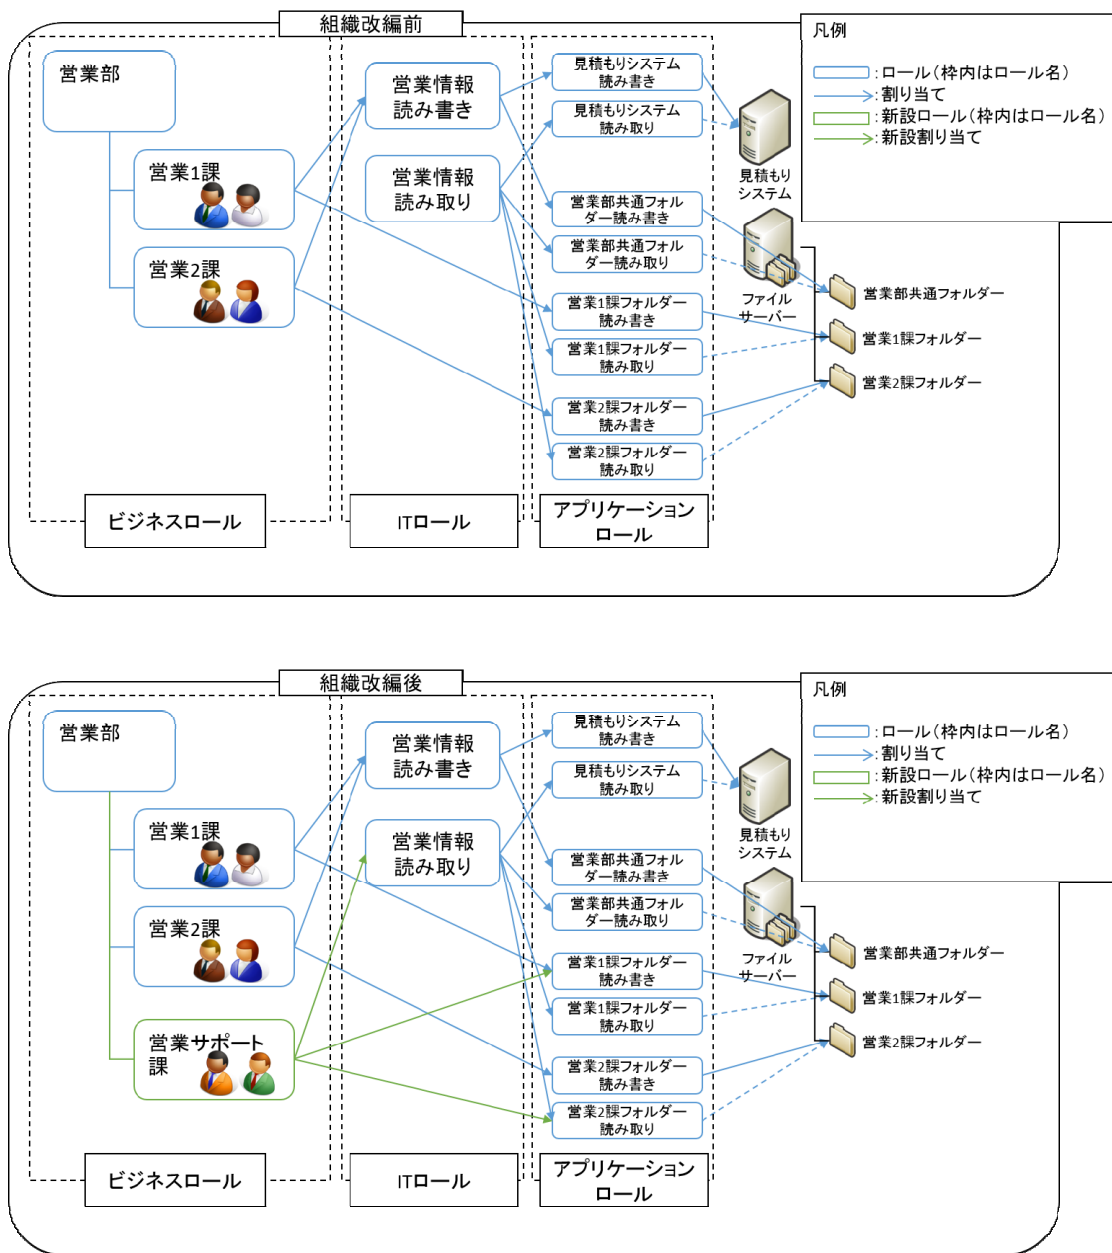 組織改編前
営業部
営業1課
営業2課
営業情報
読み書き
営業情報
読み取り
見積もりシステム
読み書き
見積もりシステム
読み取り
営業部共通フォル
ダー読み書き
営業部共通フォル
ダー読み取り
営業1課フォルダー
読み書き
営業1課フォルダー
読み取り
営業2課フォルダー
読み書き
営業2課フォルダー
読み取り
見積もり
システム
ファイル
サーバー
営業部共通フォルダー
営業1課フォルダー
営業2課フォルダー
ビジネスロール
ITロール
アプリケーション
ロール
凡例
:ロール(枠内はロール名)
:割り当て
:新設ロール(枠内はロール名)
:新設割り当て
組織改編後
営業部
営業1課
営業2課
営業サポート
課
営業情報
読み書き
営業情報
読み取り
見積もりシステム
読み書き
見積もりシステム
読み取り
営業部共通フォル
ダー読み書き
営業部共通フォル
ダー読み取り
営業1課フォルダー
読み書き
営業1課フォルダー
読み取り
営業2課フォルダー
読み書き
営業2課フォルダー
読み取り
見積もり
システム
ファイル
サーバー
営業部共通フォルダー
営業1課フォルダー
営業2課フォルダー
ビジネスロール
ITロール
アプリケーション
ロール
凡例
:ロール(枠内はロール名)
:割り当て
:新設ロール(枠内はロール名)
:新設割り当て